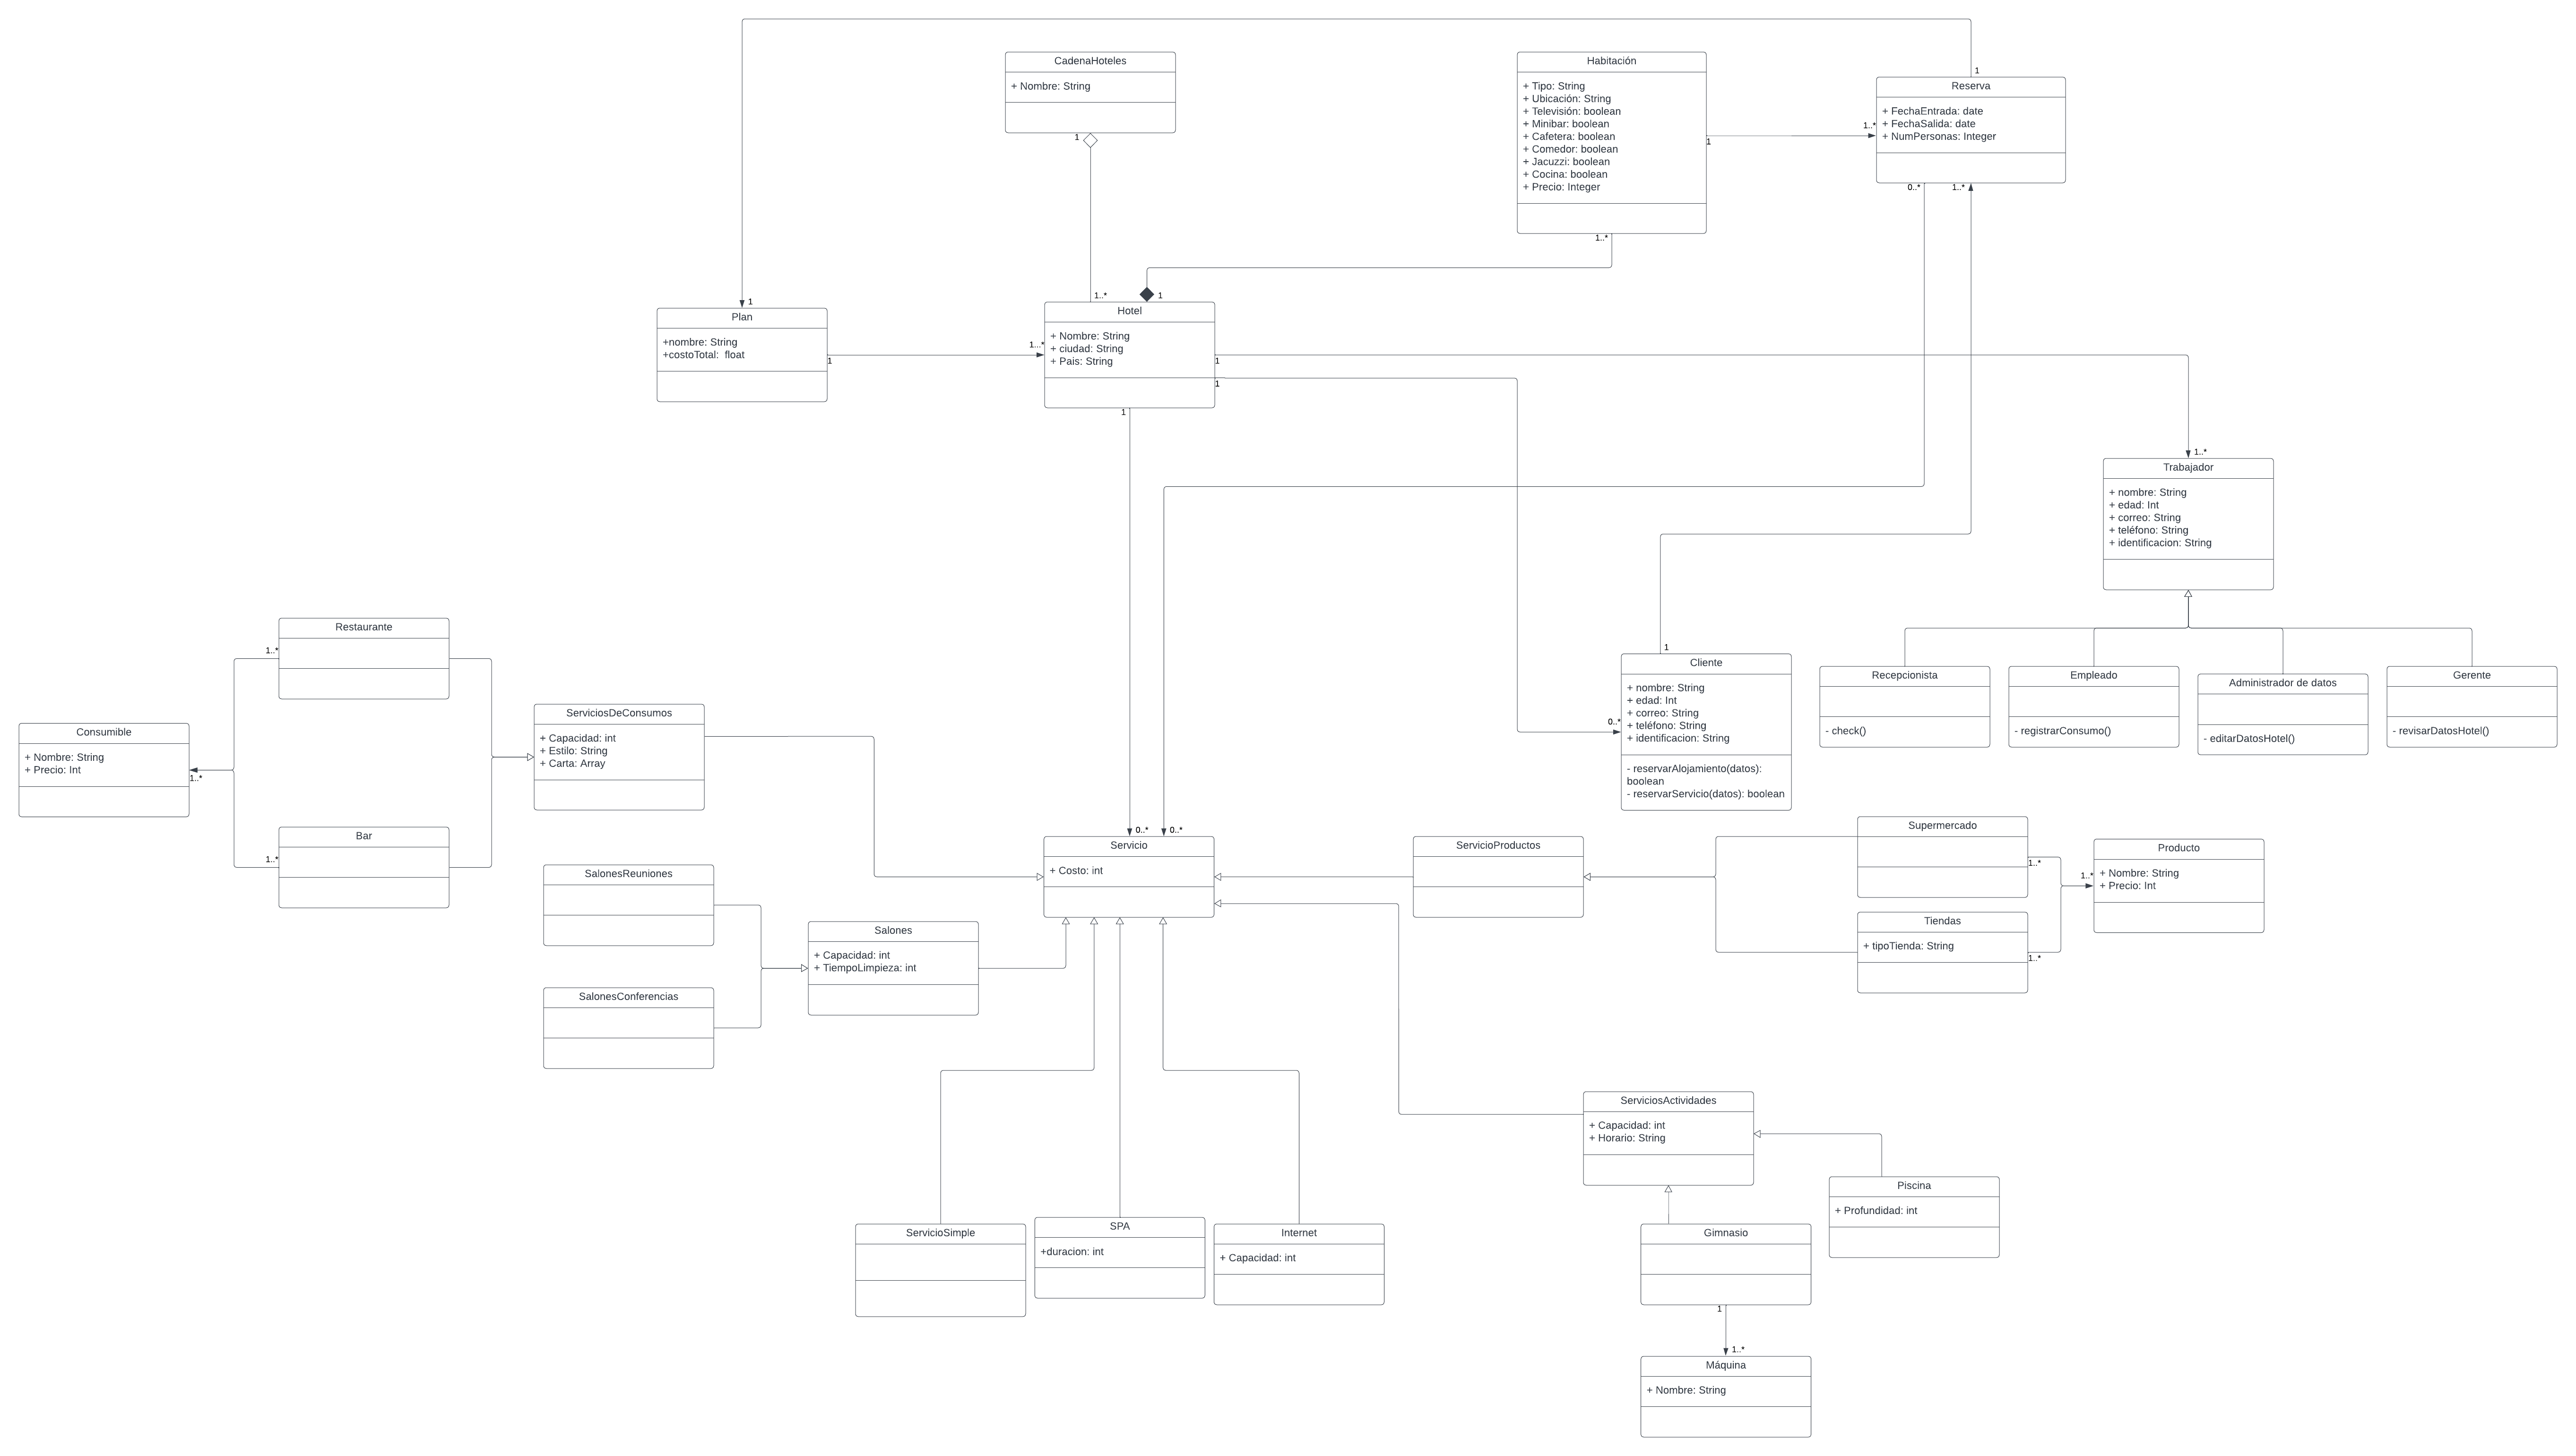 CadenaHoteles
+ Nombre: String
1
1..*
Habitación
+ Tipo: String
+ Ubicación: String
+ Televisión: boolean
+ Minibar: boolean
+ Cafetera: boolean
+ Comedor: boolean
+ Jacuzzi: boolean
+ Cocina: boolean
+ Precio: Integer
1
1..*
1..*
1
Reserva
+ FechaEntrada: date
+ FechaSalida: date
+ NumPersonas: Integer
0..*
1..*
1
1
Plan
+nombre: String
+costoTotal:  float
1
1...*
Hotel
+ Nombre: String
+ ciudad: String
+ Pais: String
1
1
1
1..*
Trabajador
+ nombre: String
+ edad: Int
+ correo: String
+ teléfono: String
+ identificacion: String
Recepcionista
- check()
Empleado
- registrarConsumo()
Administrador de datos
- editarDatosHotel()
Gerente
- revisarDatosHotel()
1
Cliente
+ nombre: String
+ edad: Int
+ correo: String
+ teléfono: String
+ identificacion: String
- reservarAlojamiento(datos):
boolean
- reservarServicio(datos): boolean
0..*
Restaurante
1..*
Consumible
+ Nombre: String
+ Precio: Int
1..*
Bar
1..*
ServiciosDeConsumos
+ Capacidad: int
+ Estilo: String
+ Carta: Array
0..*
0..*
Servicio
+ Costo: int
ServicioProductos
Supermercado
1..*
Tiendas
+ tipoTienda: String
1..*
1..*
Producto
+ Nombre: String
+ Precio: Int
SalonesReuniones
SalonesConferencias
Salones
+ Capacidad: int
+ TiempoLimpieza: int
ServicioSimple
SPA
+duracion: int
Internet
+ Capacidad: int
ServiciosActividades
+ Capacidad: int
+ Horario: String
Piscina
+ Profundidad: int
Gimnasio
1
1..*
Máquina
+ Nombre: String